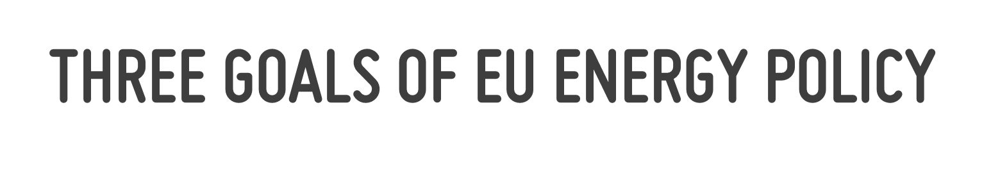 THREE GOALS OF EU ENERGY POLICY